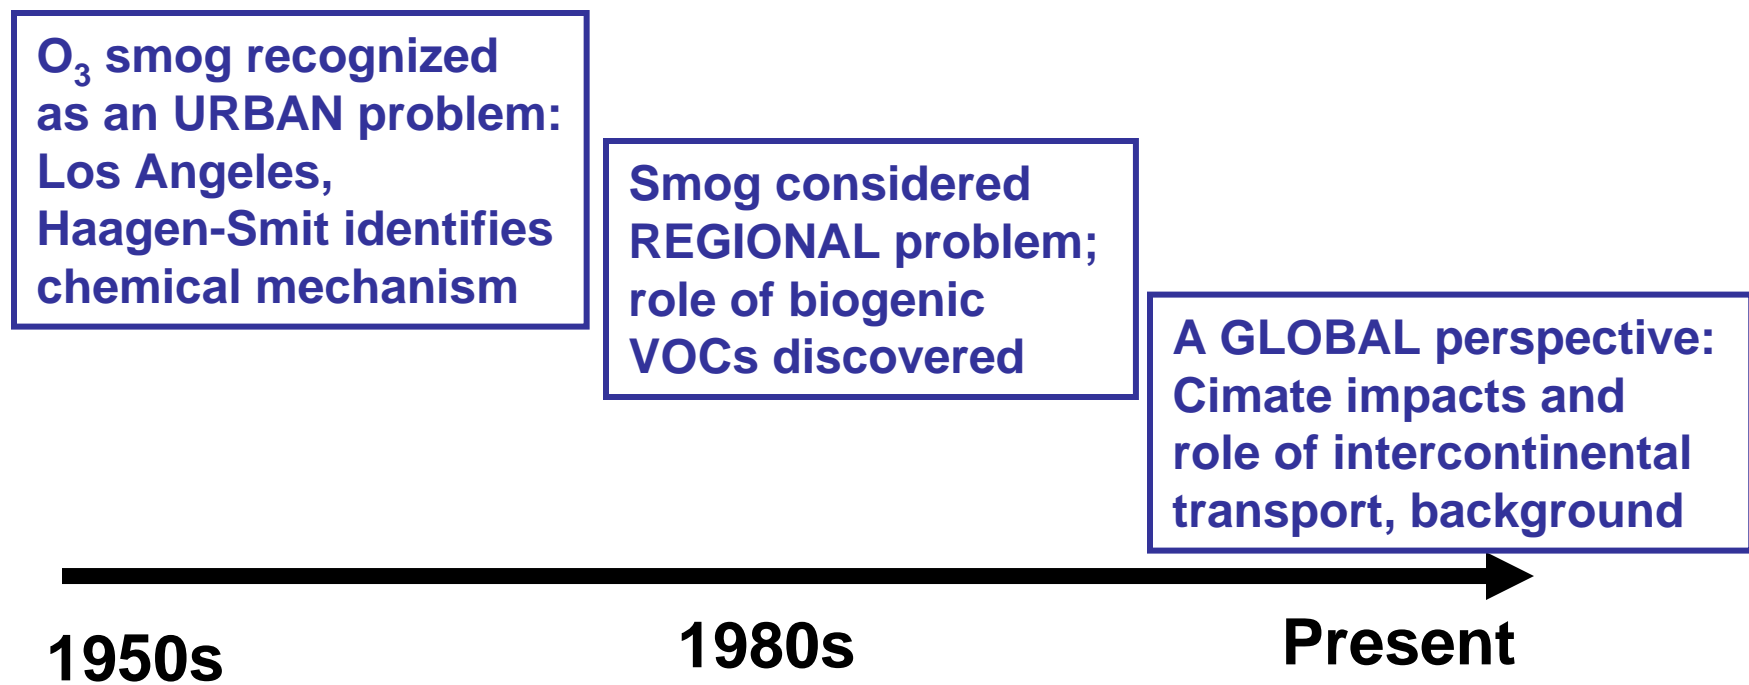 O₃ smog recognized
as an URBAN problem:
Los Angeles,
Haagen-Smit identifies
chemical mechanism
Smog considered
REGIONAL problem;
role of biogenic
VOCs discovered
A GLOBAL perspective:
Cimate impacts and
role of intercontinental
transport, background
1950s
1980s
Present